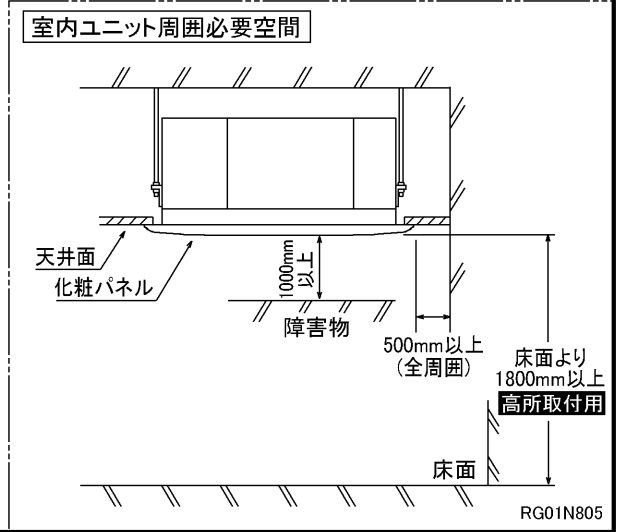 室内ユニット周囲必要空間
天井面
化粧パネル
1000mm
以上
障害物
500mm以上
(全周囲)
床面より
1800mm以上
高所取付用
床面
RG01N805